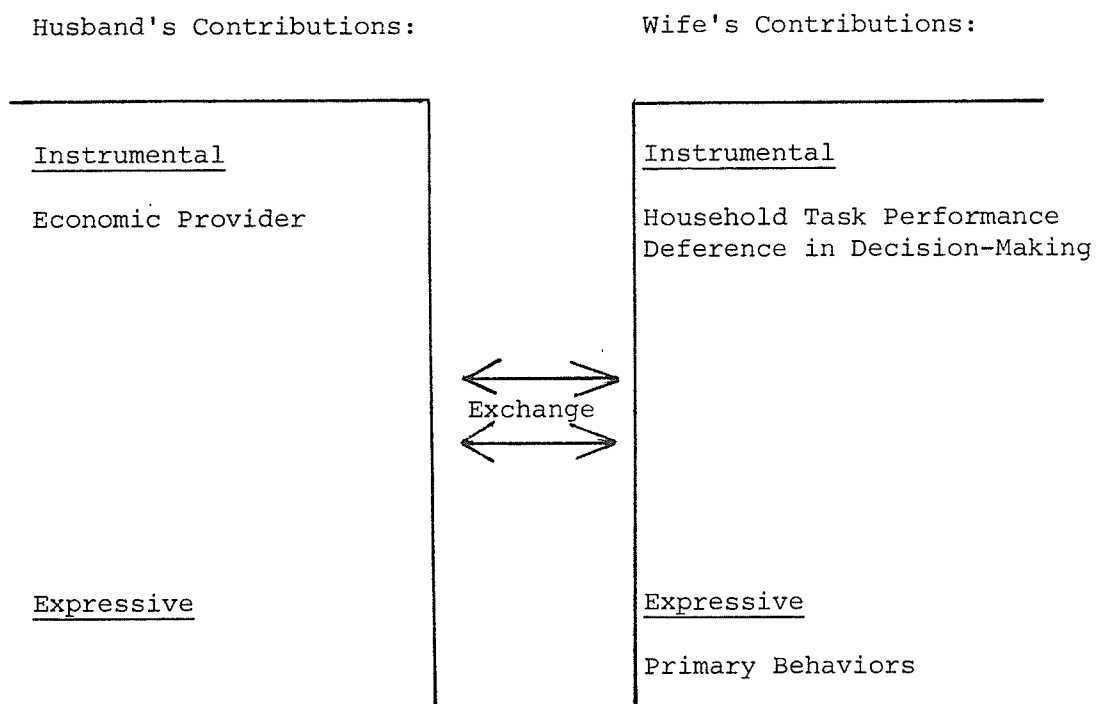 Husband's Contributions:
Wife's Contributions:
Instrumental
Economic Provider
Instrumental
Household Task Performance
Deference in Decision-Making
Exchange
Expressive
Expressive
Primary Behaviors